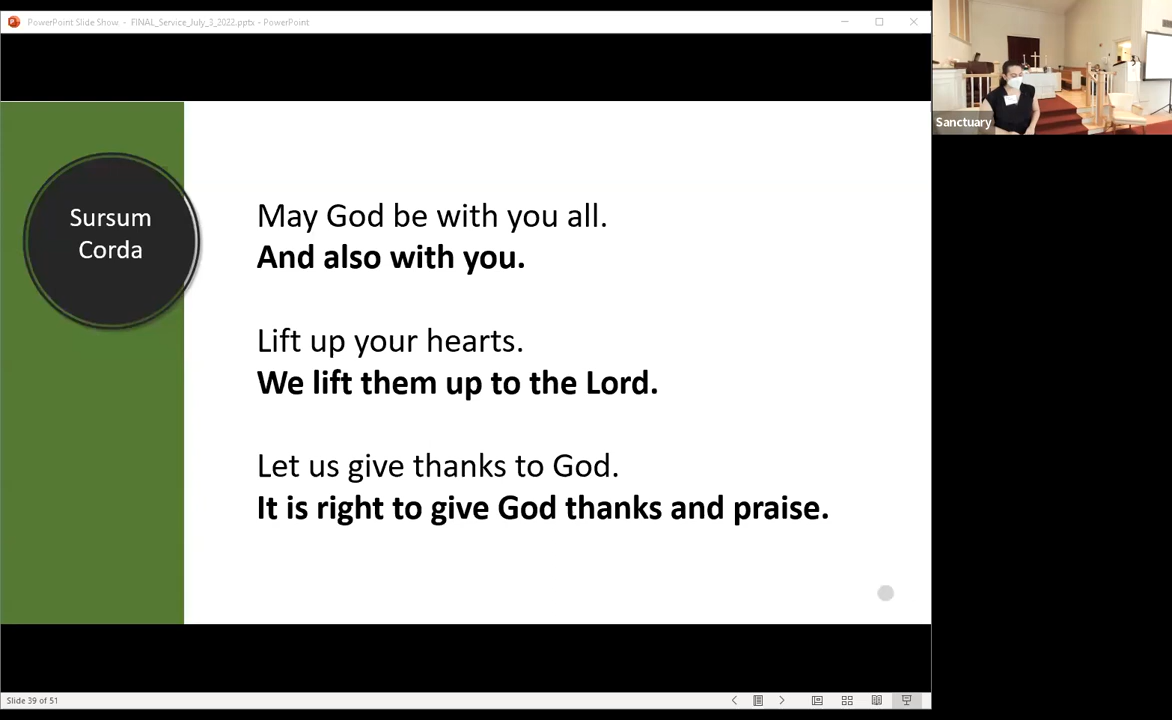 PowerPoint Slide Show - FINAL_Service_July_3_2022.pptx - PowerPoint
Sanctuary
Sursum
Corda
May God be with you all.
And also with you.
Lift up your hearts.
We lift them up to the Lord.
Let us give thanks to God.
It is right to give God thanks and praise.
Slide 39 of 51